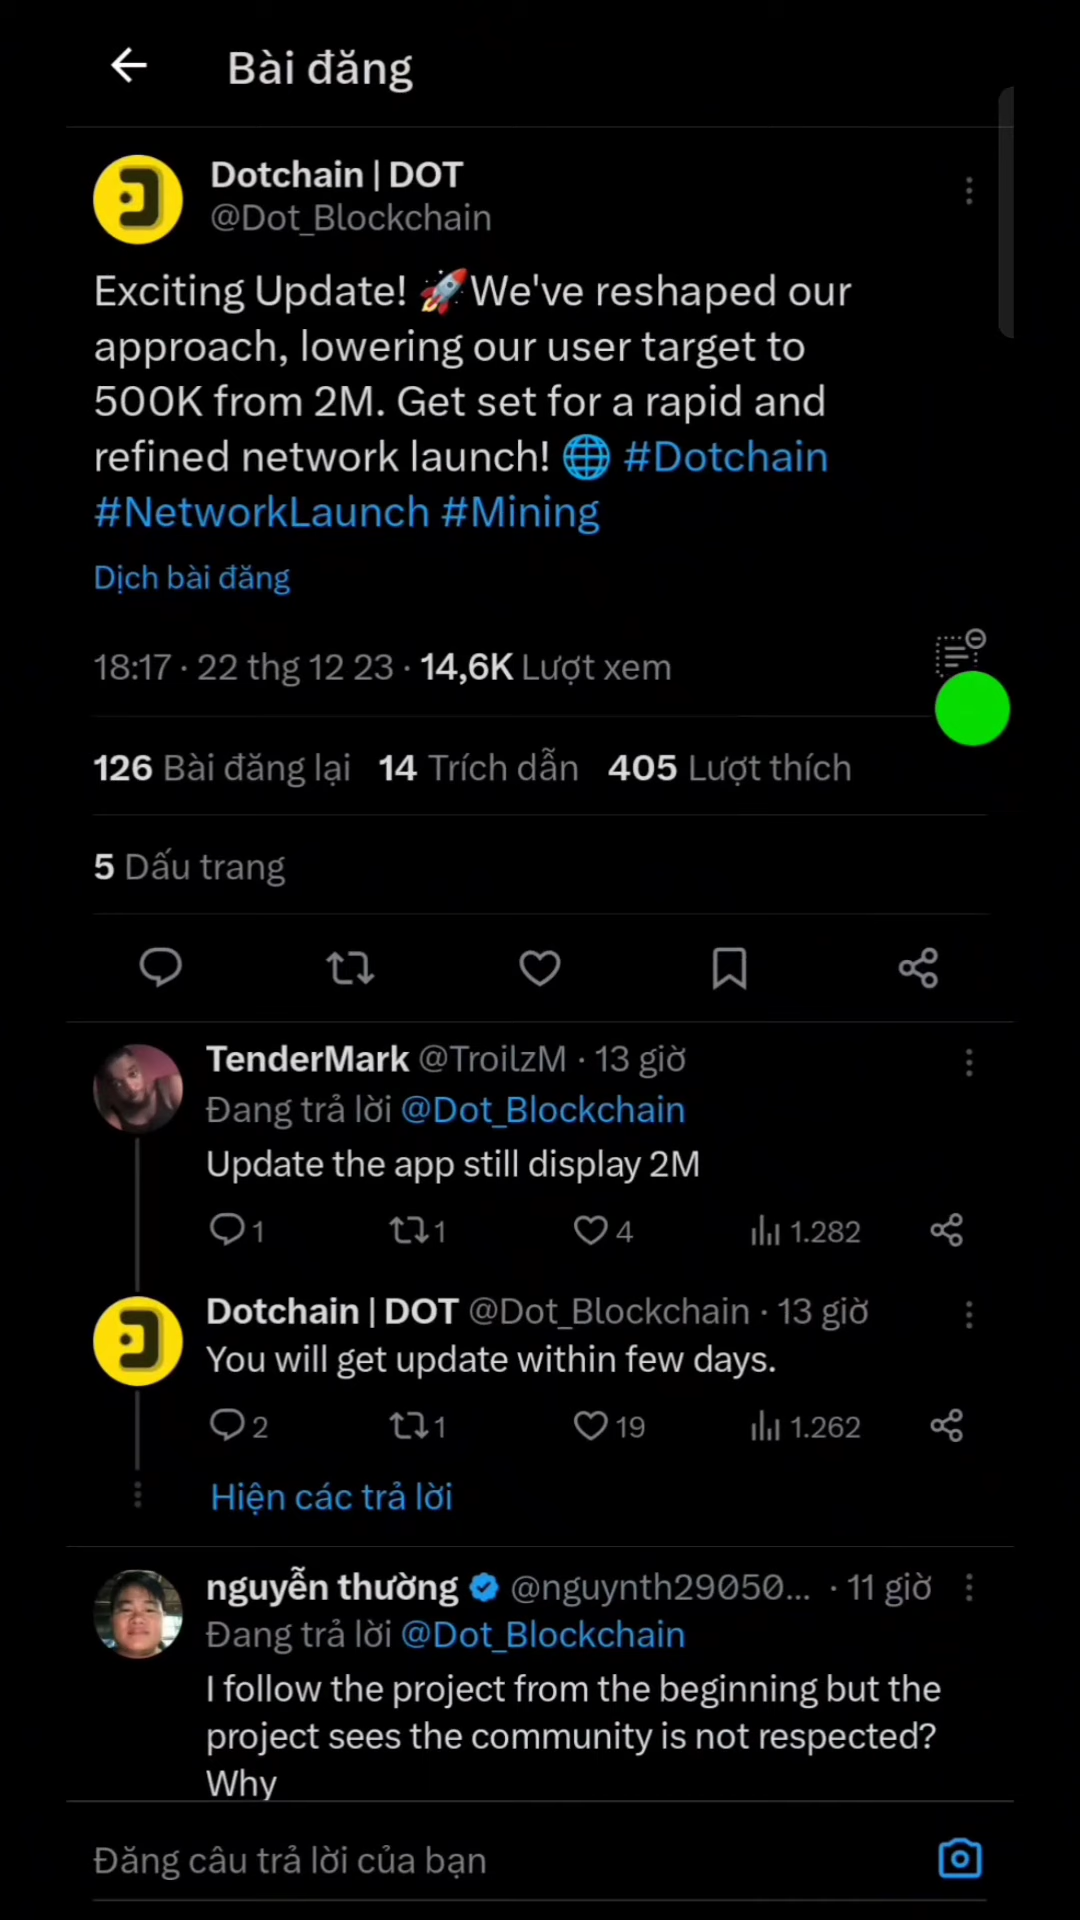 Bài đăng
Dotchain | DOT
@Dot_Blockchain
Exciting Update! 🚀We've reshaped our
approach, lowering our user target to
500K from 2M. Get set for a rapid and
refined network launch! 🌐 #Dotchain
#NetworkLaunch #Mining
Dịch bài đăng
18:17 · 22 thg 12 23 · 14,6K Lượt xem
126 Bài đăng lại 14 Trích dẫn 405 Lượt thích
5 Dấu trang
TenderMark @TroilzM · 13 giờ
Đang trả lời @Dot_Blockchain
Update the app still display 2M
1 1 4 1.282
Dotchain | DOT @Dot_Blockchain · 13 giờ
You will get update within few days.
2 1 19 1.262
Hiện các trả lời
nguyễn thường @nguynth29050... · 11 giờ
Đang trả lời @Dot_Blockchain
I follow the project from the beginning but the
project sees the community is not respected?
Why
Đăng câu trả lời của bạn